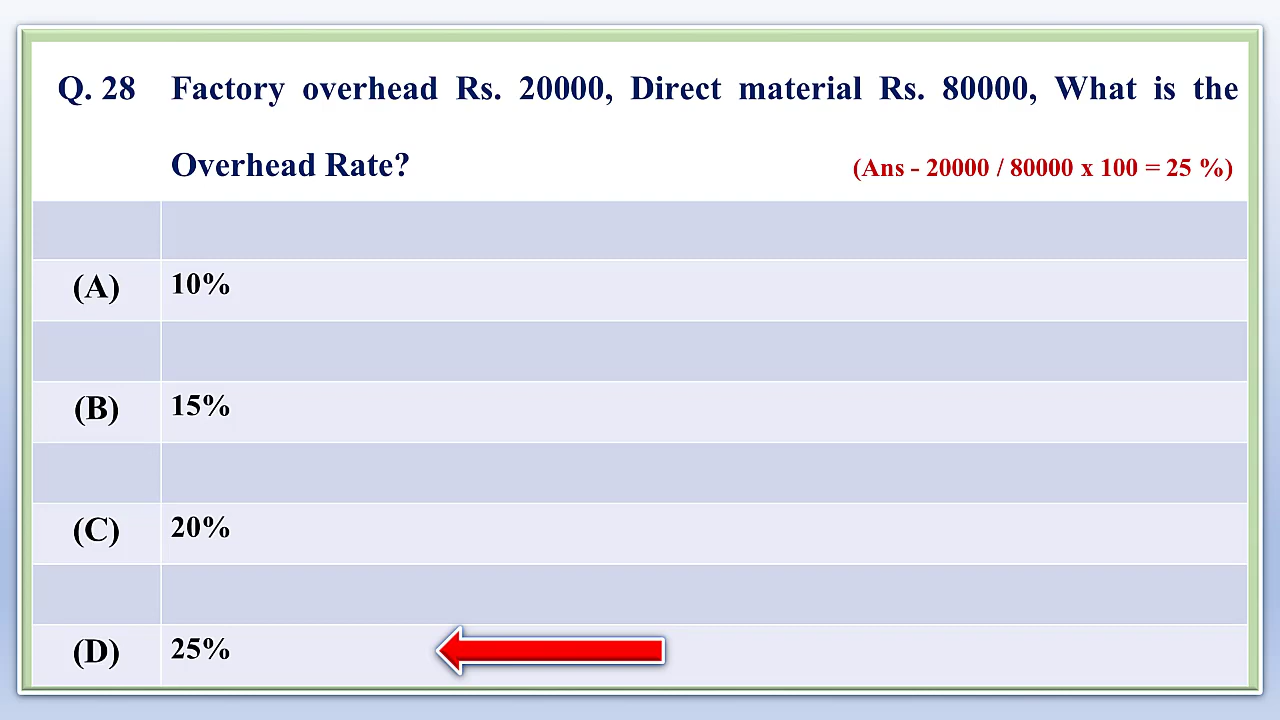 Q. 28 Factory overhead Rs. 20000, Direct material Rs. 80000, What is the
Overhead Rate? (Ans - 20000 / 80000 x 100 = 25 %)
(A) 10%
(B) 15%
(C) 20%
(D) 25%